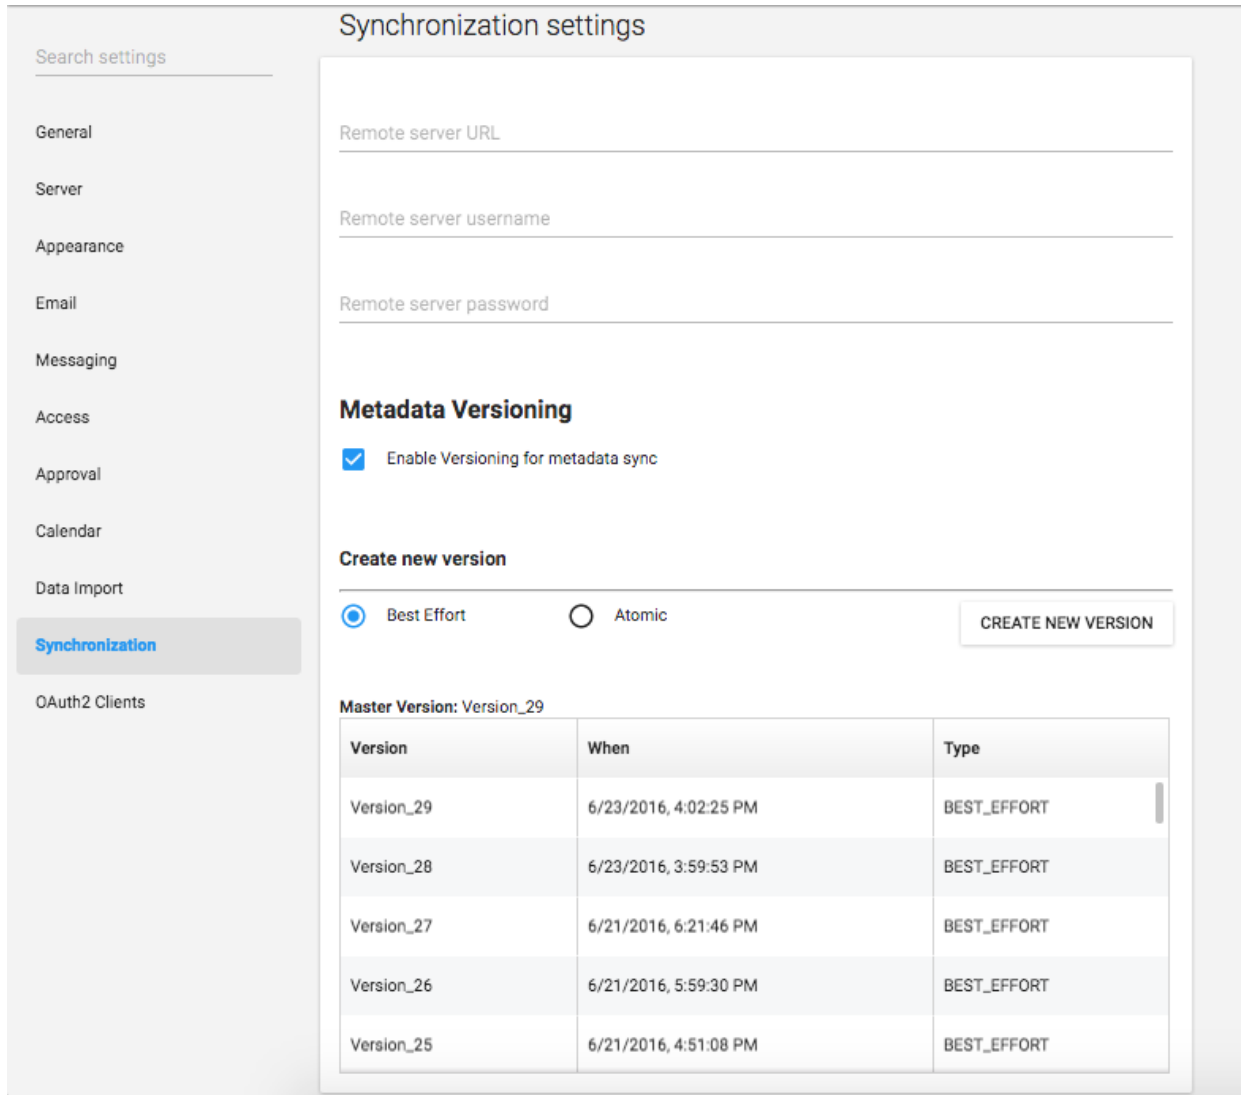 Synchronization settings
Search settings
General
Server
Appearance
Email
Messaging
Access
Approval
Calendar
Data Import
Synchronization
OAuth2 Clients
Remote server URL
Remote server username
Remote server password
Metadata Versioning
Enable Versioning for metadata sync
Create new version
Best Effort Atomic CREATE NEW VERSION
Master Version: Version_29
Version When Type
Version_29 6/23/2016, 4:02:25 PM BEST_EFFORT
Version_28 6/23/2016, 3:59:53 PM BEST_EFFORT
Version_27 6/21/2016, 6:21:46 PM BEST_EFFORT
Version_26 6/21/2016, 5:59:30 PM BEST_EFFORT
Version_25 6/21/2016, 4:51:08 PM BEST_EFFORT